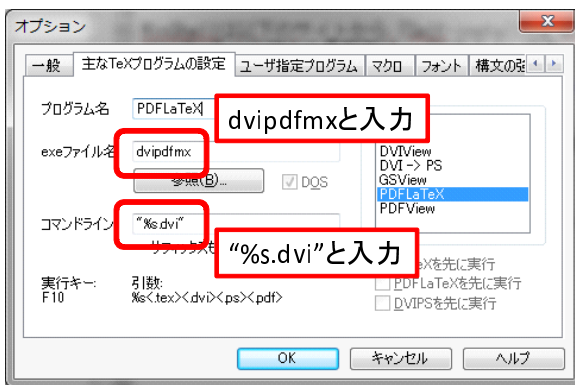 オプション
一般 主なTeXプログラムの設定 ユーザ指定プログラム マクロ フォント
プログラム名 PDFLaTeX
dvipdfmxと入力
exeファイル名 dvipdfmx
参照(B)... DOS
DVIView
DVI -> PS
GSView
PDFLaTeX
PDFView
コマンドライン "%s.dvi"
“%s.dvi”と入力
Xを先に実行
実行キー: 引数: PDFLaTeXを先に実行
F10 %s<.tex><.dvi><ps><.pdf> DVIPSを先に実行
OK キャンセル ヘルプ